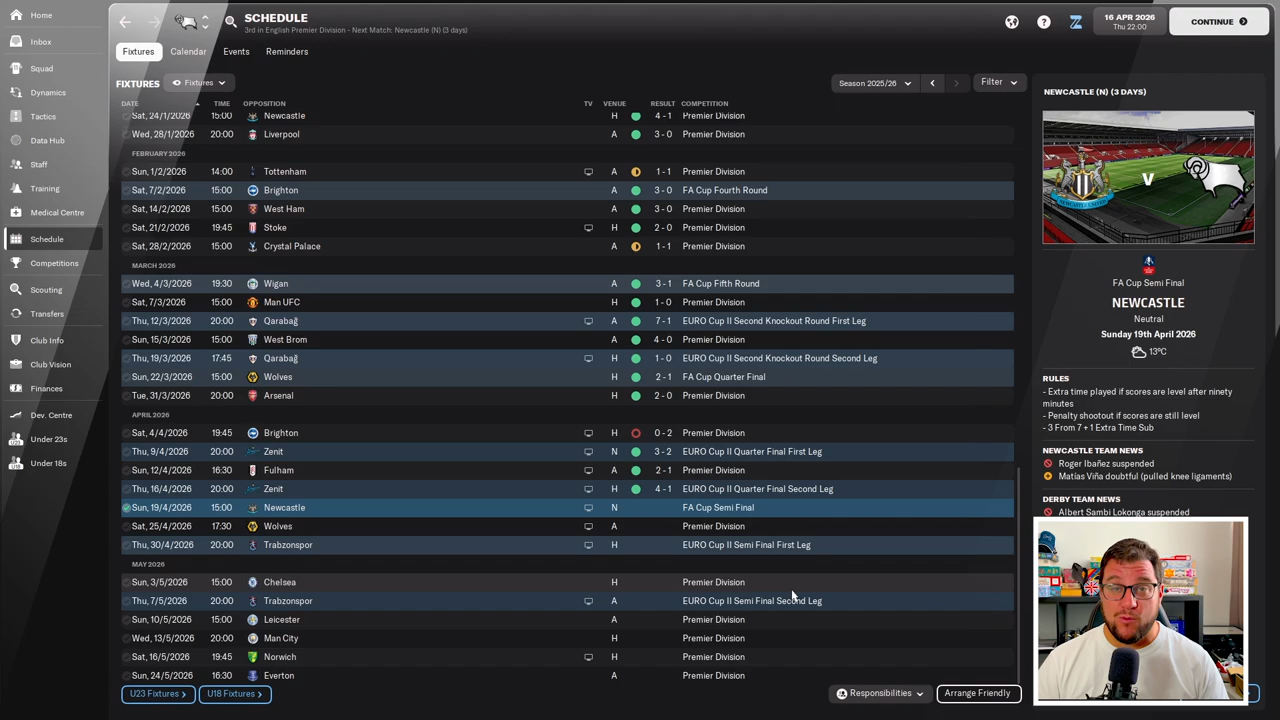 Home
Inbox
Squad
Dynamics
Tactics
Data Hub
Staff
Training
Medical Centre
Schedule
Competitions
Scouting
Transfers
Club Info
Club Vision
Finances
Dev. Centre
Under 23s
Under 18s
SCHEDULE
3rd in English Premier Division - Next Match: Newcastle (N) (3 days)
16 APR 2026
Thu 22:00
CONTINUE
Fixtures Calendar Events Reminders
FIXTURES Fixtures Season 2025/26 Filter
DATE TIME OPPOSITION TV VENUE RESULT COMPETITION
Sat, 24/1/2026 15:00 Newcastle H 4 - 1 Premier Division
Wed, 28/1/2026 20:00 Liverpool A 3 - 0 Premier Division
FEBRUARY 2026
Sun, 1/2/2026 14:00 Tottenham A 1 - 1 Premier Division
Sat, 7/2/2026 15:00 Brighton A 3 - 0 FA Cup Fourth Round
Sat, 14/2/2026 15:00 West Ham A 3 - 0 Premier Division
Sat, 21/2/2026 19:45 Stoke H 2 - 0 Premier Division
Sat, 28/2/2026 15:00 Crystal Palace A 1 - 1 Premier Division
MARCH 2026
Wed, 4/3/2026 19:30 Wigan A 3 - 1 FA Cup Fifth Round
Sat, 7/3/2026 15:00 Man UFC H 1 - 0 Premier Division
Thu, 12/3/2026 20:00 Qarabağ A 7 - 1 EURO Cup II Second Knockout Round First Leg
Sun, 15/3/2026 15:00 West Brom A 4 - 0 Premier Division
Thu, 19/3/2026 17:45 Qarabağ H 1 - 0 EURO Cup II Second Knockout Round Second Leg
Sun, 22/3/2026 15:00 Wolves H 2 - 1 FA Cup Quarter Final
Tue, 31/3/2026 20:00 Arsenal H 2 - 0 Premier Division
APRIL 2026
Sat, 4/4/2026 19:45 Brighton H 0 - 2 Premier Division
Thu, 9/4/2026 20:00 Zenit N 3 - 2 EURO Cup II Quarter Final First Leg
Sun, 12/4/2026 16:30 Fulham A 2 - 1 Premier Division
Thu, 16/4/2026 20:00 Zenit H 4 - 1 EURO Cup II Quarter Final Second Leg
Sun, 19/4/2026 15:00 Newcastle N FA Cup Semi Final
Sat, 25/4/2026 17:30 Wolves A Premier Division
Thu, 30/4/2026 20:00 Trabzonspor H EURO Cup II Semi Final First Leg
MAY 2026
Sun, 3/5/2026 15:00 Chelsea H Premier Division
Thu, 7/5/2026 20:00 Trabzonspor A EURO Cup II Semi Final Second Leg
Sun, 10/5/2026 15:00 Leicester A Premier Division
Wed, 13/5/2026 20:00 Man City H Premier Division
Sat, 16/5/2026 19:45 Norwich H Premier Division
Sun, 24/5/2026 16:30 Everton A Premier Division
U23 Fixtures > U18 Fixtures > Responsibilities Arrange Friendly
NEWCASTLE (N) (3 DAYS)
V
FA Cup Semi Final
NEWCASTLE
Neutral
Sunday 19th April 2026
13°C
RULES
- Extra time played if scores are level after ninety
minutes
- Penalty shootout if scores are still level
- 3 From 7 + 1 Extra Time Sub
NEWCASTLE TEAM NEWS
Roger Ibañez suspended
Matías Viña doubtful (pulled knee ligaments)
DERBY TEAM NEWS
Albert Sambi Lokonga suspended